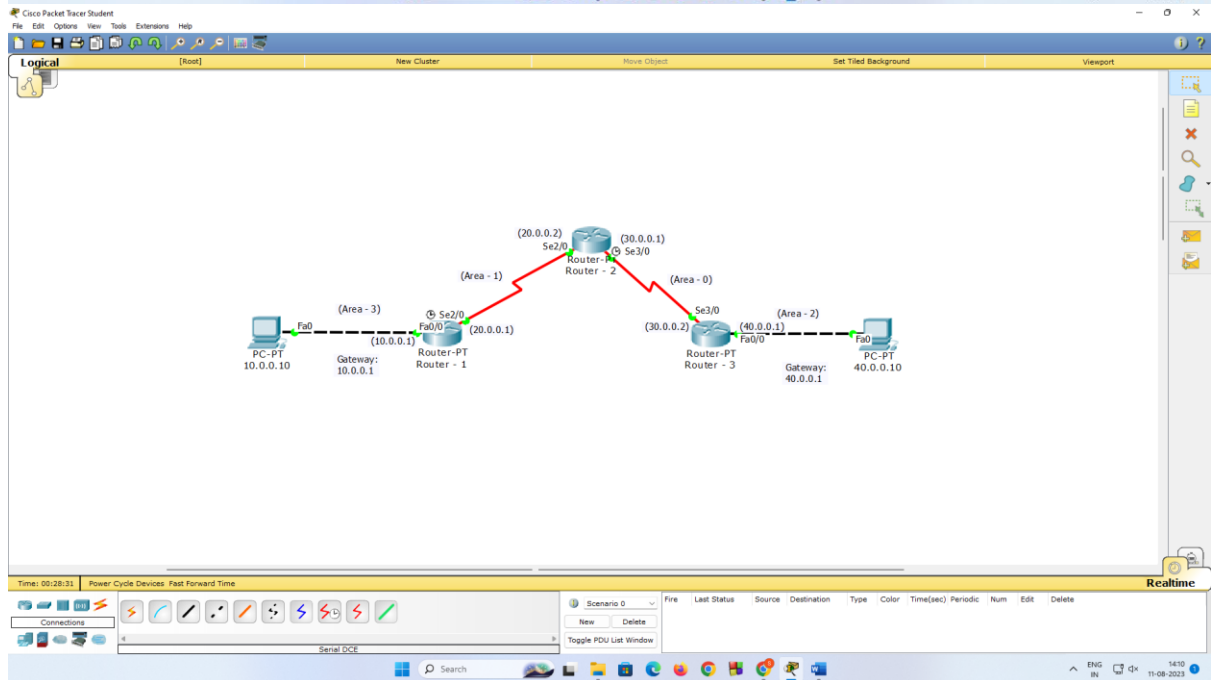 Cisco Packet Tracer Student
File Edit Options View Tools Extensions Help
Logical [Root] New Cluster Move Object Set Tiled Background Viewport
(20.0.0.2)
(30.0.0.1)
Se2/0
Se3/0
Router-PT
Router - 2
(Area - 1)
(Area - 0)
(Area - 3)
Se2/0
Se3/0
(Area - 2)
Fa0
Fa0/0
(20.0.0.1)
(30.0.0.2)
(40.0.0.1)
(10.0.0.1)
Fa0/0
Fa0
PC-PT
10.0.0.10
Gateway:
10.0.0.1
Router-PT
Router - 1
Router-PT
Router - 3
Gateway:
40.0.0.1
PC-PT
40.0.0.10
Time: 00:28:31 Power Cycle Devices Fast Forward Time
Realtime
Connections
Serial DCE
Scenario 0
New Delete
Toggle PDU List Window
Fire Last Status Source Destination Type Color Time(sec) Periodic Num Edit Delete
Search
ENG
IN
14:10
11-08-2023